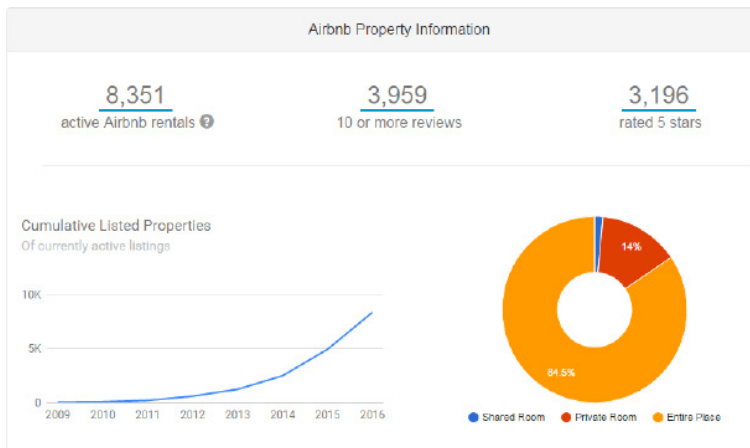 Airbnb Property Information
8,351
active Airbnb rentals ?
3,959
10 or more reviews
3,196
rated 5 stars
Cumulative Listed Properties
Of currently active listings
10K
5K
0
2009 2010 2011 2012 2013 2014 2015 2016
14%
84.5%
Shared Room Private Room Entire Place